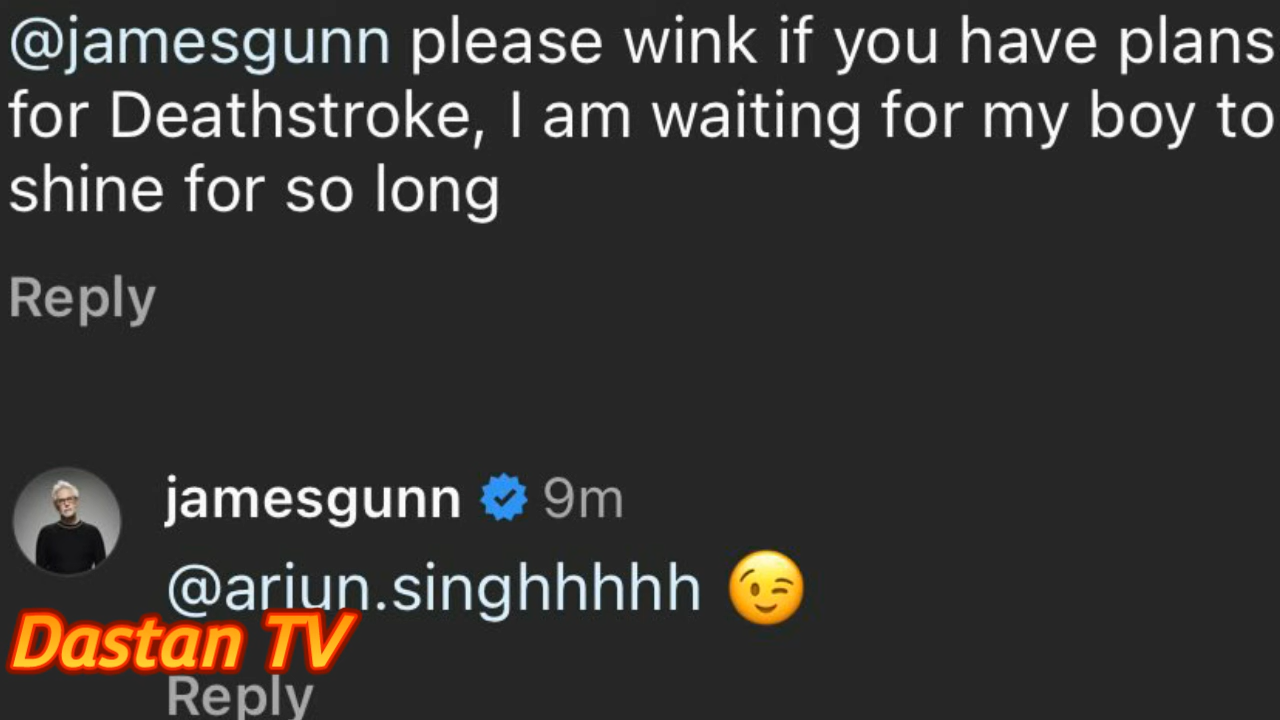 @jamesgunn please wink if you have plans
for Deathstroke, I am waiting for my boy to
shine for so long
Reply
jamesgunn 9m
@arjun.singhhhhh 😉
Dastan TV
Reply